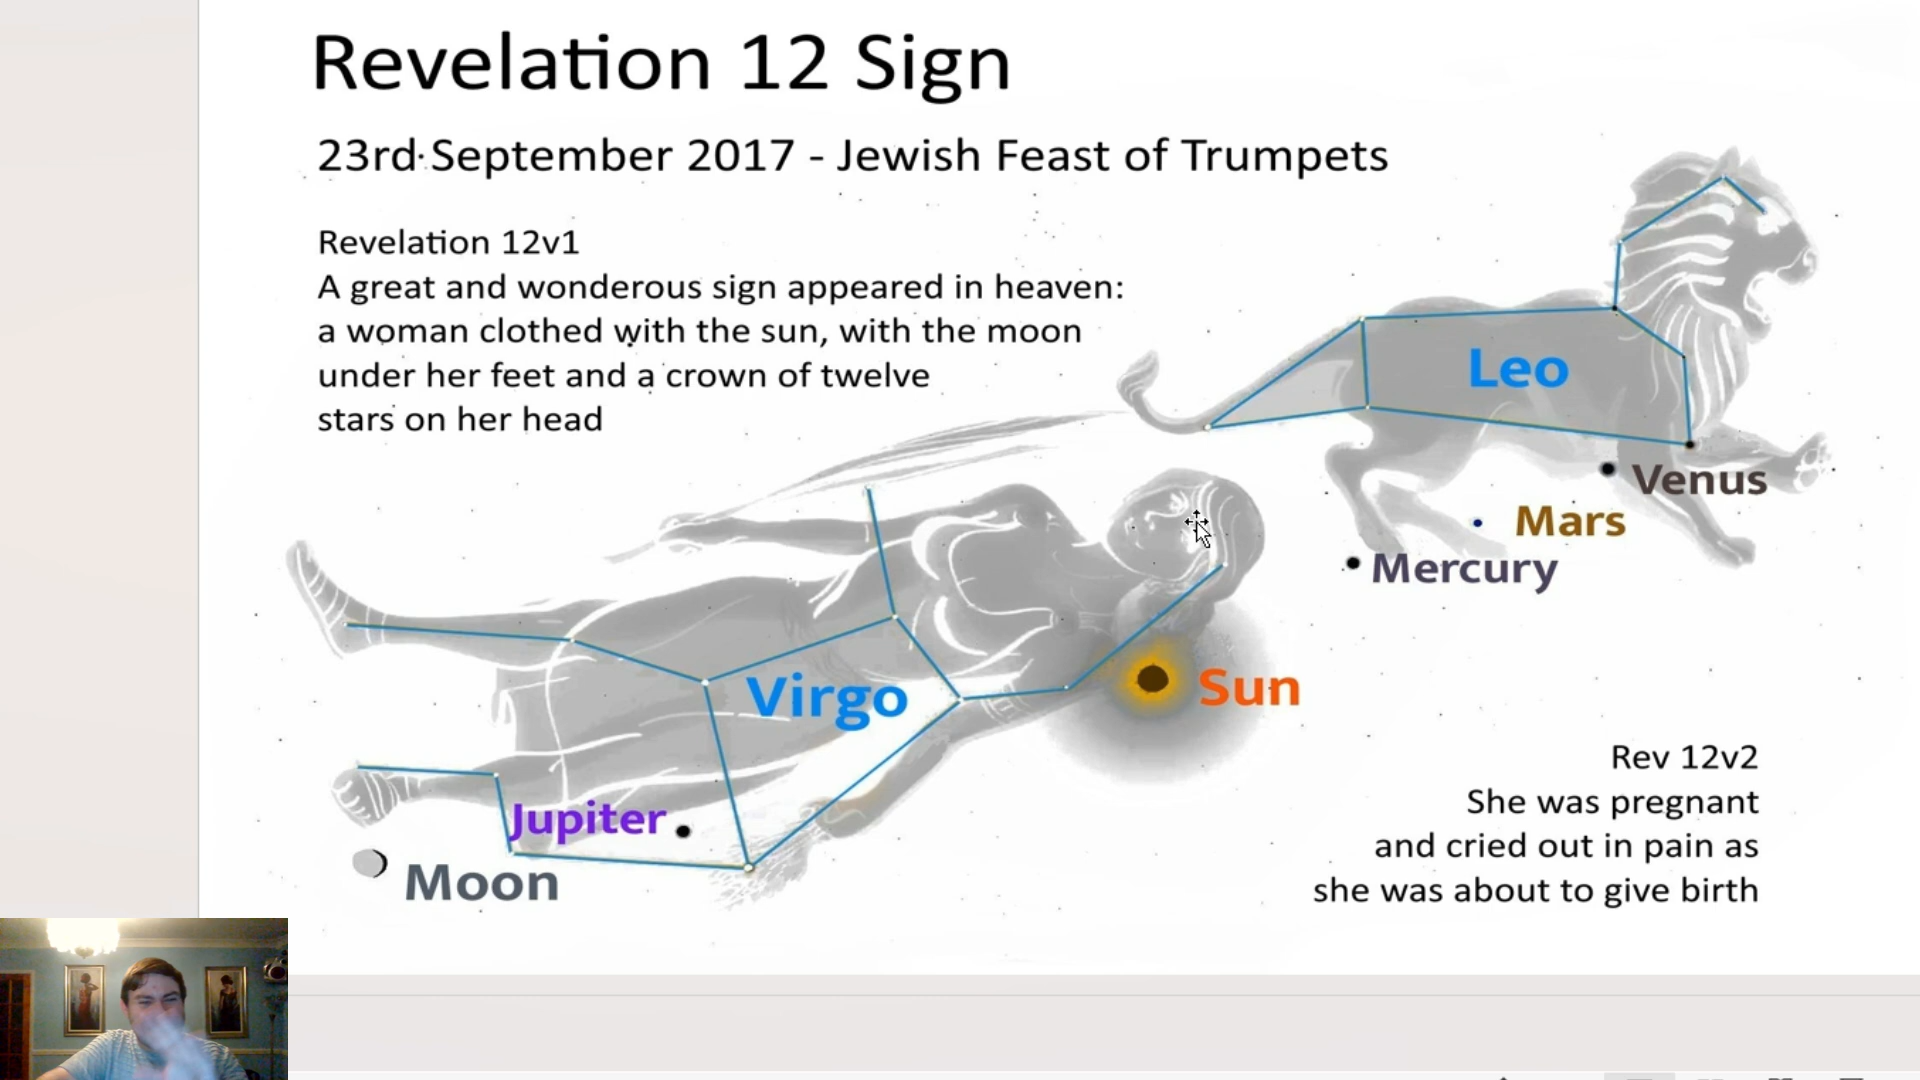 Revelation 12 Sign
23rd September 2017 - Jewish Feast of Trumpets
Revelation 12v1
A great and wonderous sign appeared in heaven:
a woman clothed with the sun, with the moon
under her feet and a crown of twelve
stars on her head
Leo
Venus
Mars
Mercury
Virgo
Sun
Jupiter
Moon
Rev 12v2
She was pregnant
and cried out in pain as
she was about to give birth